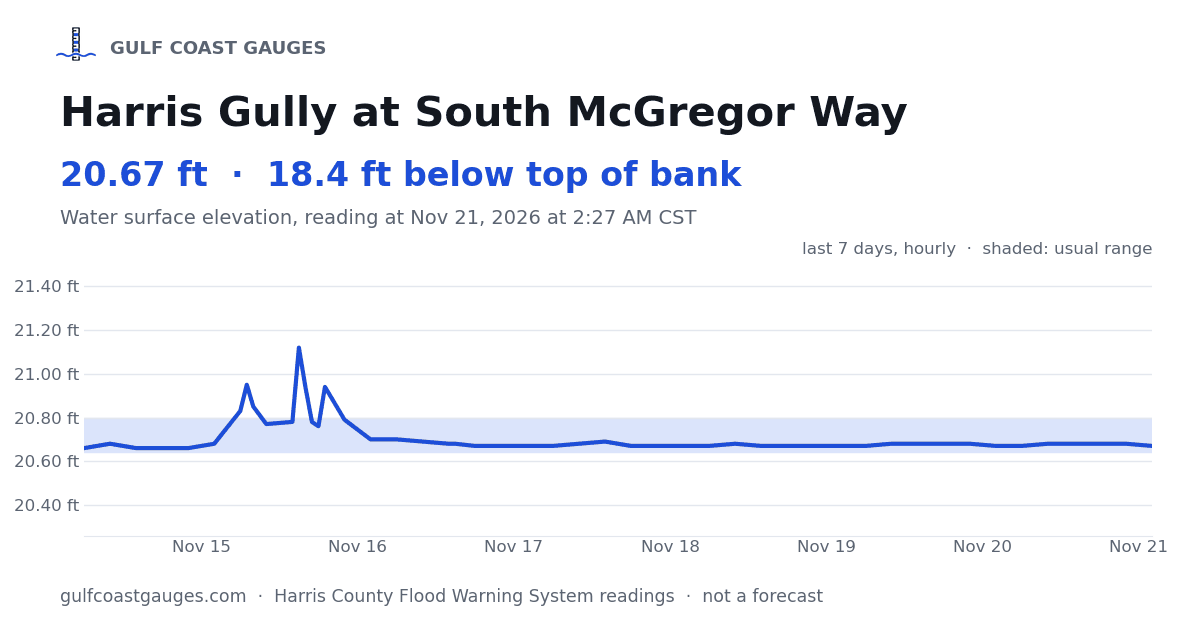 GULF COAST GAUGES
Harris Gully at South McGregor Way
20.67 ft · 18.4 ft below top of bank
Water surface elevation, reading at Nov 21, 2026 at 2:27 AM CST
last 7 days, hourly · shaded: usual range
21.40 ft
21.20 ft
21.00 ft
20.80 ft
20.60 ft
20.40 ft
Nov 15 Nov 16 Nov 17 Nov 18 Nov 19 Nov 20 Nov 21
gulfcoastgauges.com · Harris County Flood Warning System readings · not a forecast